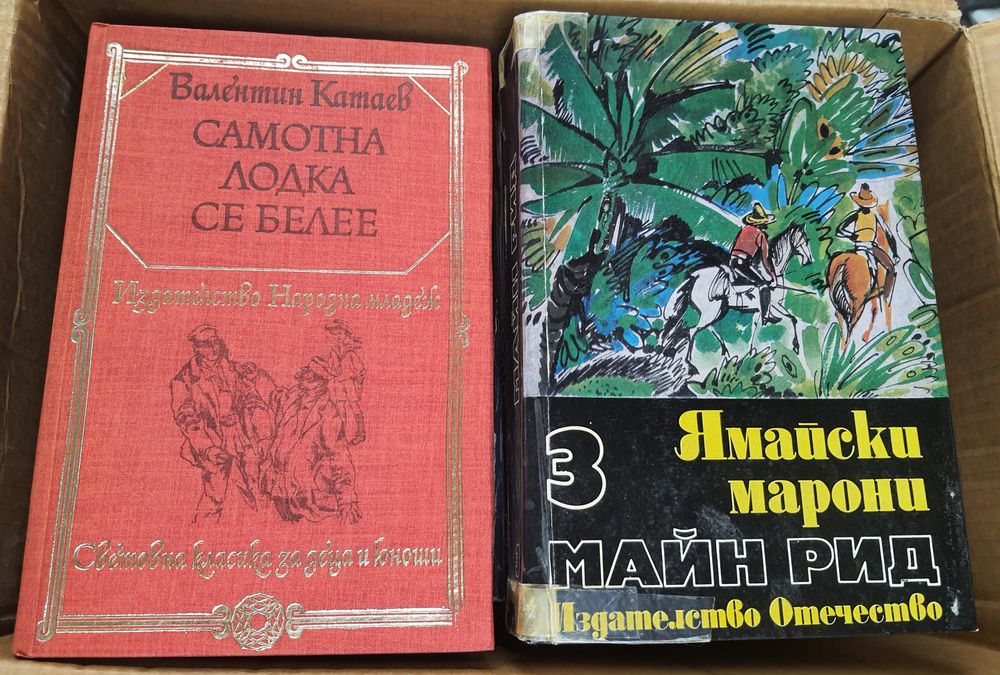 Валентин Катаев
САМОТНА
ЛОДКА
СЕ БЕЛЕЕ
Издателство Народна младеж
Световна класика за деца и юноши
3
Ямайски
марони
МАЙН РИД
Издателство Отечество